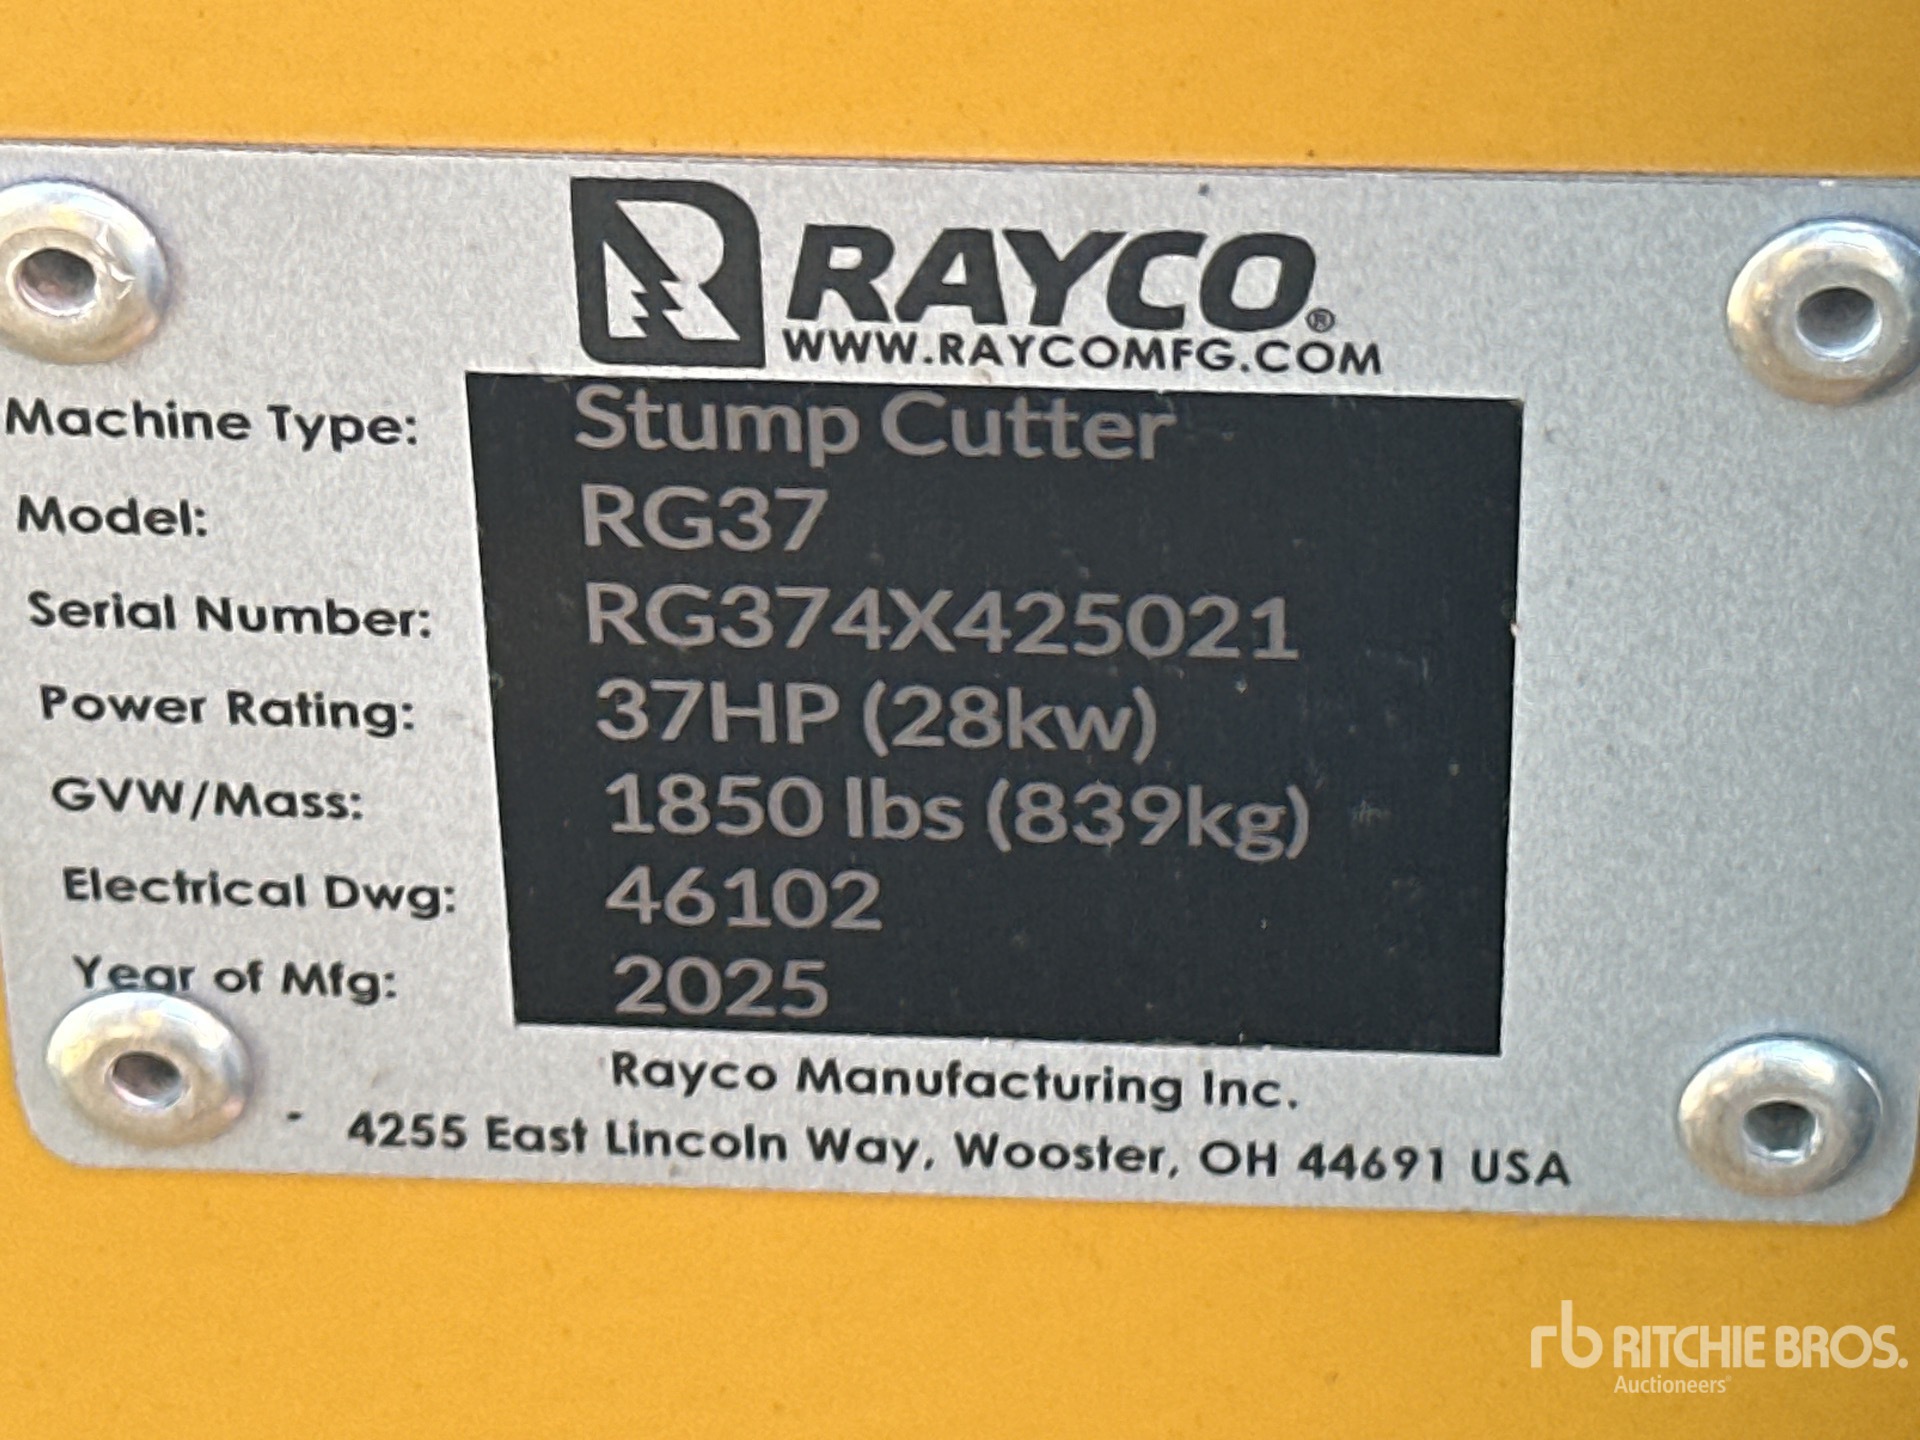 RAYCO®
WWW.RAYCOMFG.COM
Machine Type: Stump Cutter
Model: RG37
Serial Number: RG374X425021
Power Rating: 37HP (28kw)
GVW/Mass: 1850 lbs (839kg)
Electrical Dwg: 46102
Year of Mfg: 2025
Rayco Manufacturing Inc.
4255 East Lincoln Way, Wooster, OH 44691 USA
rb RITCHIE BROS.
Auctioneers